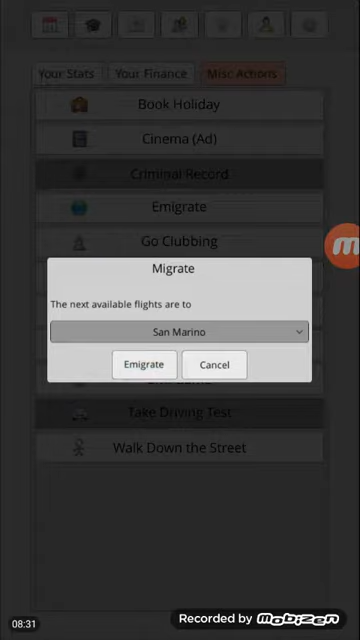 Your Stats
Your Finance
Misc Actions
Book Holiday
Cinema (Ad)
Criminal Record
Emigrate
Go Clubbing
Migrate
The next available flights are to
San Marino
Emigrate
Cancel
Take Driving Test
Walk Down the Street
08:31
Recorded by Mobizen